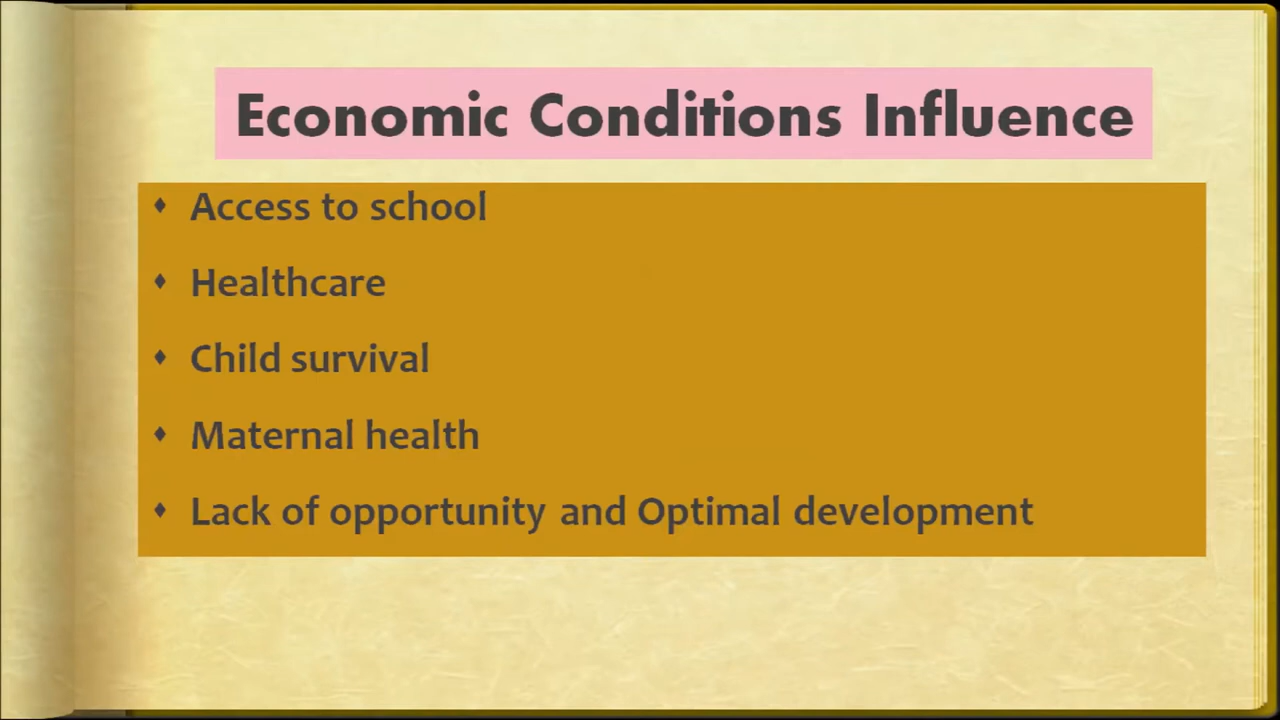 Economic Conditions Influence
♦ Access to school
♦ Healthcare
♦ Child survival
♦ Maternal health
♦ Lack of opportunity and Optimal development